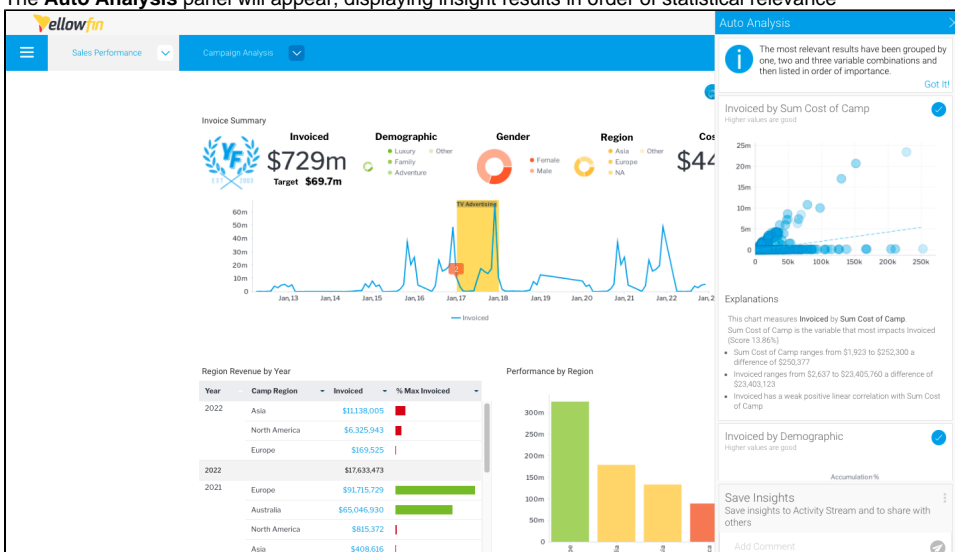 The Auto Analysis panel will appear, displaying insight results in order of statistical relevance
Yellowfin
Sales Performance
Campaign Analysis
Invoice Summary
YF
EST 2003
Invoiced
$729m
Target $69.7m
Demographic
Luxury
Other
Family
Adventure
Gender
Female
Male
Region
Asia
Other
Europe
NA
Cos
$44
TV Advertising
60m
50m
40m
30m
20m
10m
0
2
Jan,13
Jan,14
Jan,15
Jan,16
Jan,17
Jan,18
Jan,19
Jan,20
Jan,21
Jan,22
Jan,2
Invoiced
Region Revenue by Year
Year Camp Region Invoiced % Max Invoiced
2022 Asia $11,138,005
North America $6,325,943
Europe $169,525
2022 $17,633,473
2021 Europe $91,715,729
Australia $65,046,930
North America $815,372
Asia $408,616
Performance by Region
300m
250m
200m
150m
100m
50m
0
Auto Analysis
The most relevant results have been grouped by
one, two and three variable combinations and
then listed in order of importance.
Got It!
Invoiced by Sum Cost of Camp
Higher values are good
25m
20m
15m
10m
5m
0
0 50k 100k 150k 200k 250k
Explanations
This chart measures Invoiced by Sum Cost of Camp.
Sum Cost of Camp is the variable that most impacts Invoiced
(Score 13.86%)
Sum Cost of Camp ranges from $1,923 to $252,300 a
difference of $250,377
Invoiced ranges from $2,637 to $23,405,760 a difference of
$23,403,123
Invoiced has a weak positive linear correlation with Sum Cost
of Camp
Invoiced by Demographic
Higher values are good
Accumulation %
Save Insights
Save insights to Activity Stream and to share with
others
Add Comment